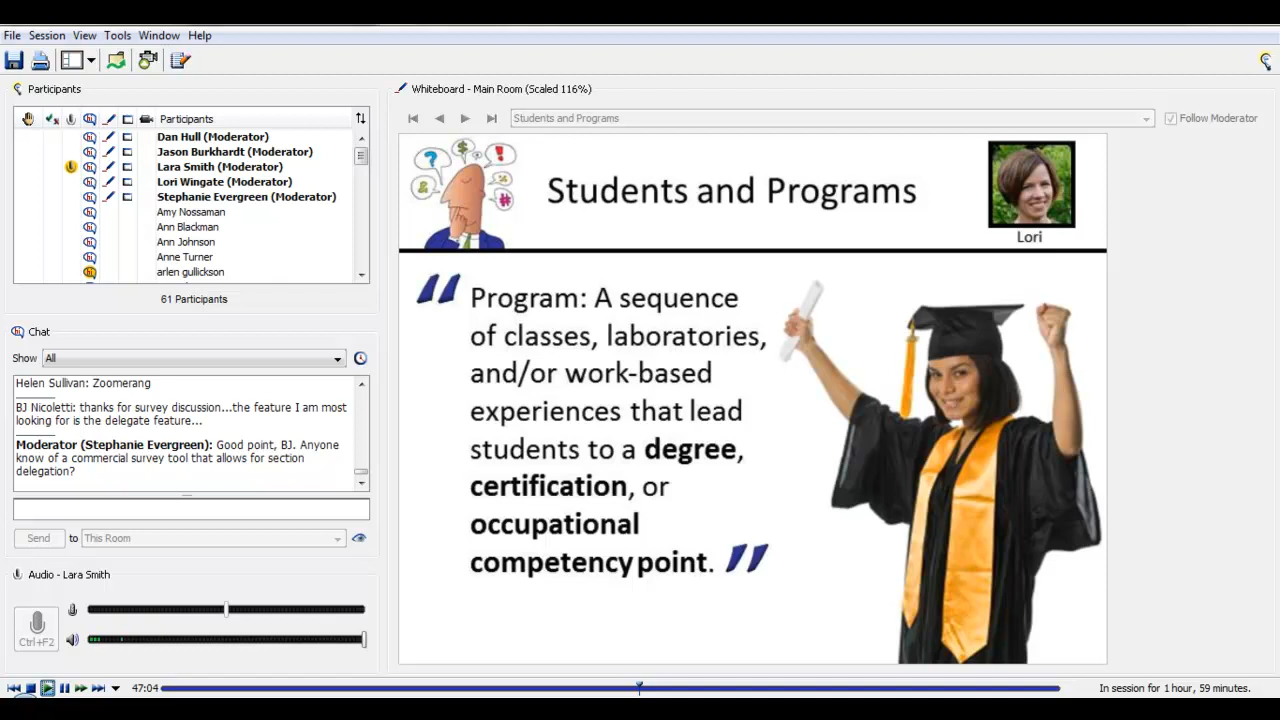 File Session View Tools Window Help
Participants
Participants
Dan Hull (Moderator)
Jason Burkhardt (Moderator)
Lara Smith (Moderator)
Lori Wingate (Moderator)
Stephanie Evergreen (Moderator)
Amy Nossaman
Ann Blackman
Ann Johnson
Anne Turner
arlen gullickson
61 Participants
Chat
Show All
Helen Sullivan: Zoomerang
BJ Nicoletti: thanks for survey discussion...the feature I am most
looking for is the delegate feature...
Moderator (Stephanie Evergreen): Good point, BJ. Anyone
know of a commercial survey tool that allows for section
delegation?
Send to This Room
Audio - Lara Smith
Ctrl+F2
Whiteboard - Main Room (Scaled 116%)
Students and Programs
Follow Moderator
? $ ! & % #
Students and Programs
Lori
" Program: A sequence
of classes, laboratories,
and/or work-based
experiences that lead
students to a degree,
certification, or
occupational
competency point. "
47:04
In session for 1 hour, 59 minutes.